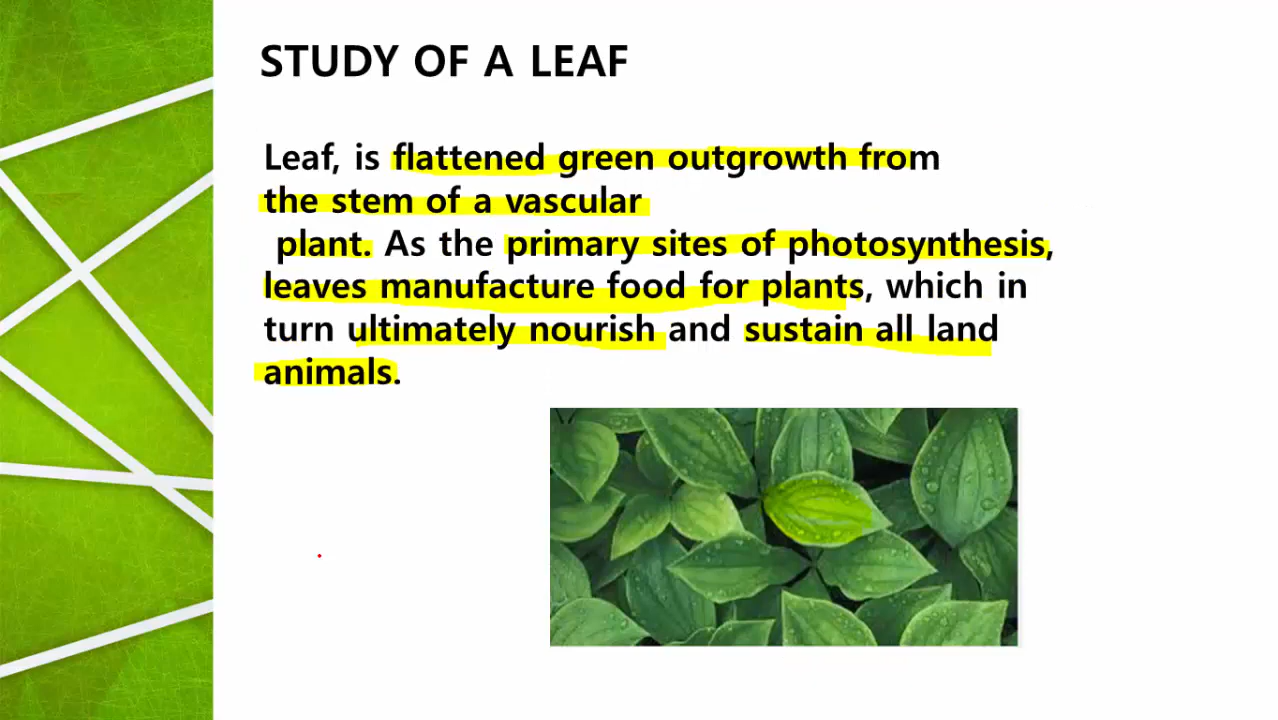 STUDY OF A LEAF
Leaf, is flattened green outgrowth from
the stem of a vascular
plant. As the primary sites of photosynthesis,
leaves manufacture food for plants, which in
turn ultimately nourish and sustain all land
animals.